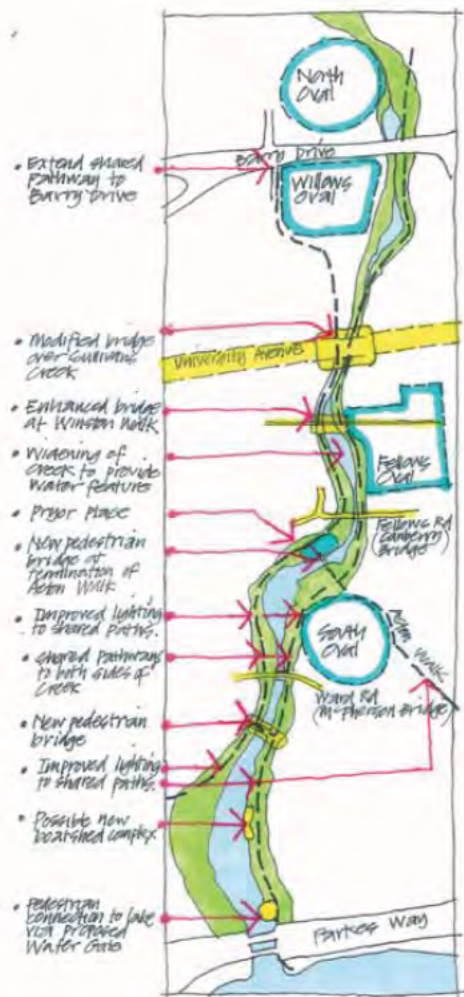 North
Oval
Barry Drive
Willows
Oval
• Extend shared
Pathway to
Barry Drive
• Modified bridge
over Sullivans
Creek
University Avenue
• Enhanced bridge
at Winston Walk
• Widening of
Creek to provide
Water feature
Fellows
Oval
• Pryor Place
Fellows Rd
(Canberry
Bridge)
• New pedestrian
bridge at
termination of
Acton Walk
• Improved lighting
to shared paths.
South
Oval
Acton Walk
• Shared pathways
to both sides of
Creek
Ward Rd
(McPherson Bridge)
• New pedestrian
bridge
• Improved lighting
to shared paths.
• Possible new
boatshed complex
• Pedestrian
connection to lake
via proposed
Water Gate
Parkes Way